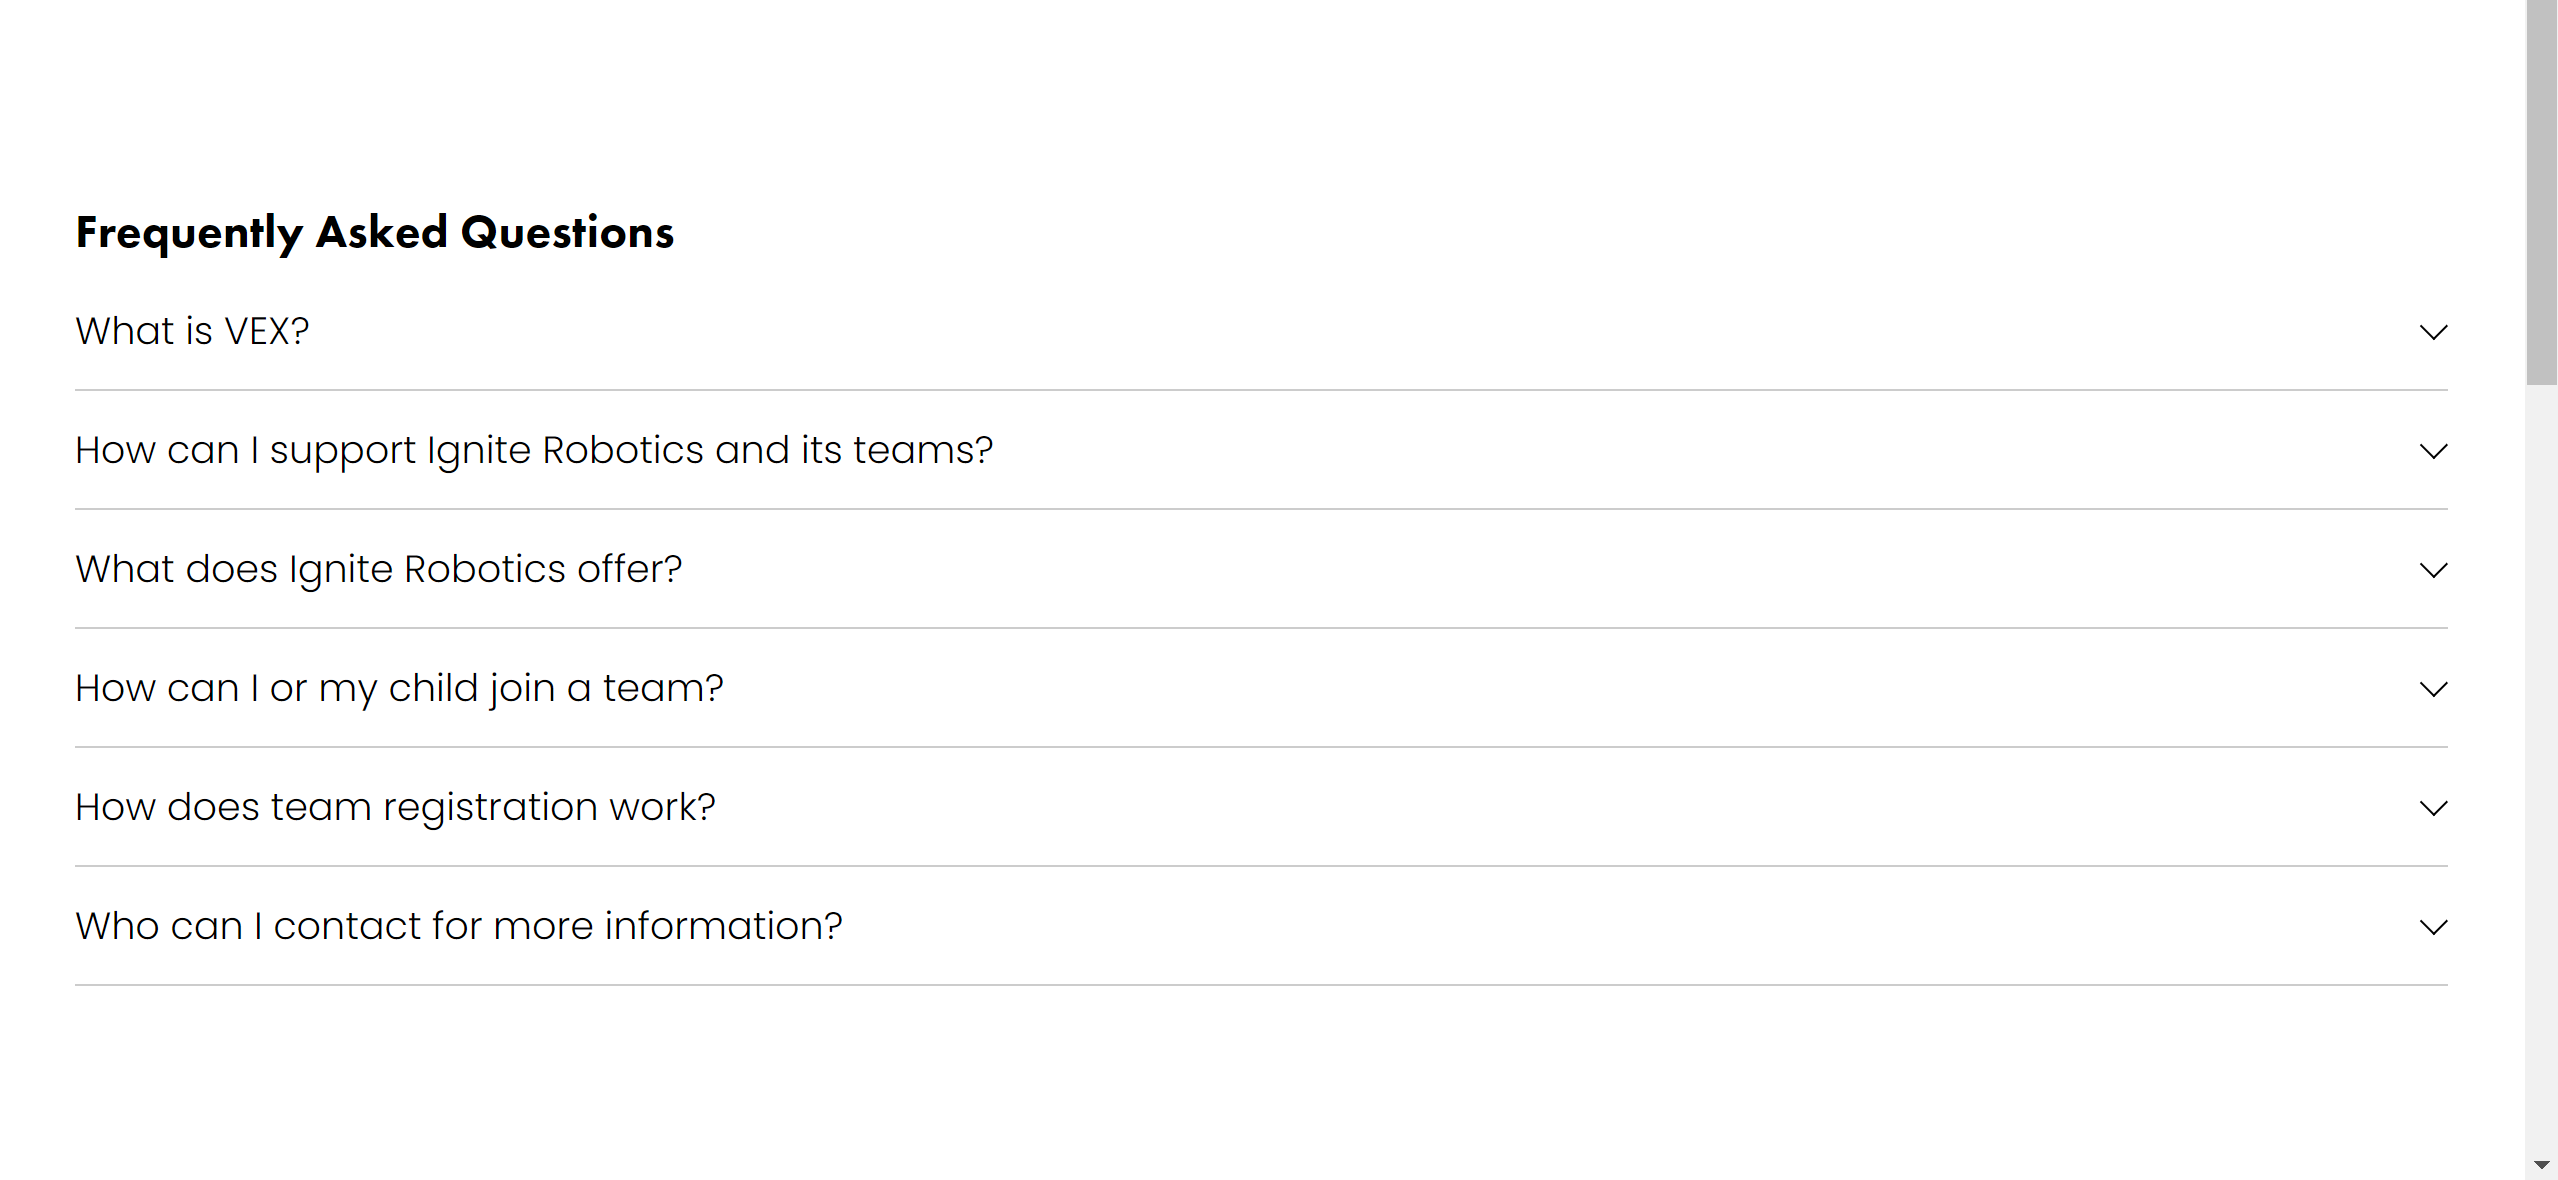 Frequently Asked Questions
What is VEX?
How can I support Ignite Robotics and its teams?
What does Ignite Robotics offer?
How can I or my child join a team?
How does team registration work?
Who can I contact for more information?